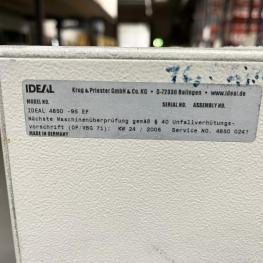 IDEAL Krug & Priester GmbH & Co. KG • D-72336 Balingen • www.ideal.de
MODEL NO. SERIAL NO. ASSEMBLY NO.
IDEAL 4850 -95 EP
Nächste Maschinenüberprüfung gemäß § 40 Unfallverhütungs-
vorschrift (DP/VBG 71): KW 24 / 2006 Service NO. 4850 0247
MADE IN GERMANY